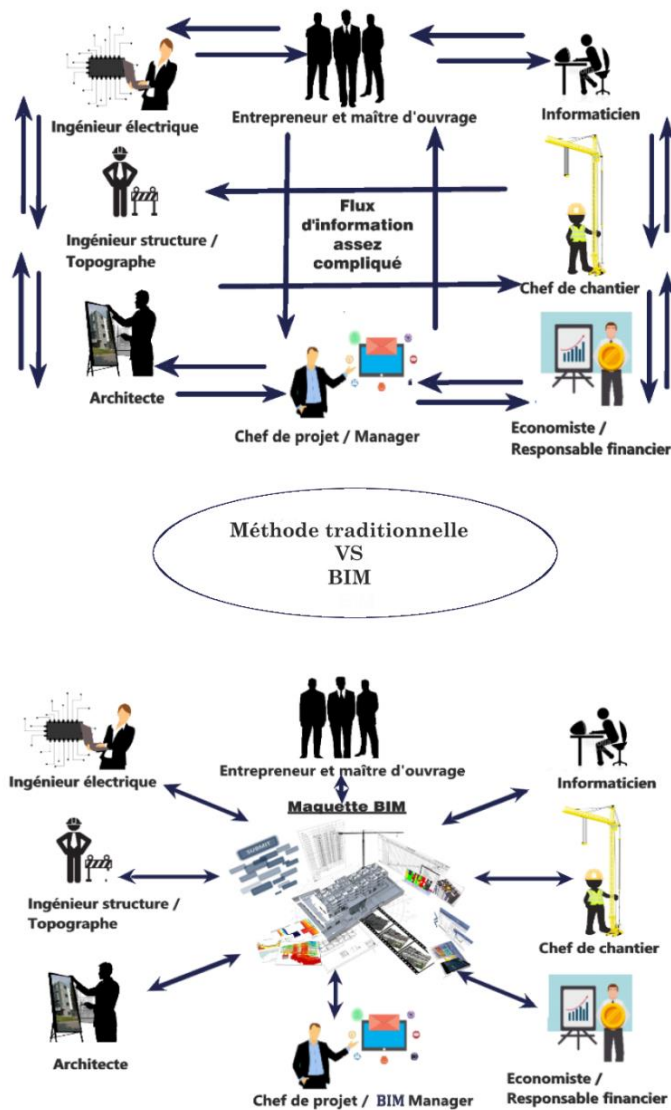 Ingénieur électrique
Entrepreneur et maître d'ouvrage
Informaticien
Ingénieur structure /
Topographe
Flux
d'information
assez
compliqué
Chef de chantier
Architecte
Chef de projet / Manager
Economiste /
Responsable financier
Méthode traditionnelle
VS
BIM
Ingénieur électrique
Entrepreneur et maître d'ouvrage
Informaticien
Maquette BIM
SUBMIT
Ingénieur structure /
Topographe
Chef de chantier
Architecte
Chef de projet / BIM Manager
Economiste /
Responsable financier